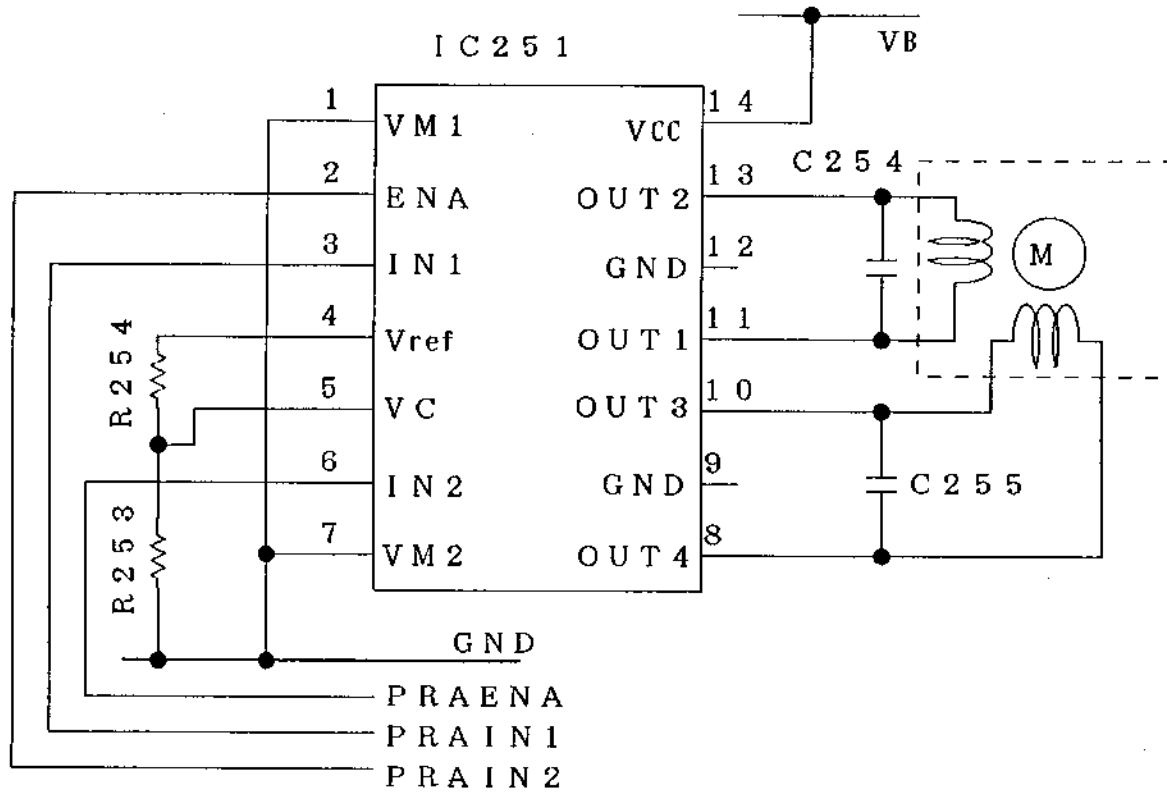 IC251
VB
1
VM1
14
VCC
C254
2
ENA
13
OUT2
3
IN1
12
GND
M
4
Vref
11
OUT1
R254
5
VC
10
OUT3
6
IN2
9
GND
C255
R253
7
VM2
8
OUT4
GND
PRAENA
PRAIN1
PRAIN2